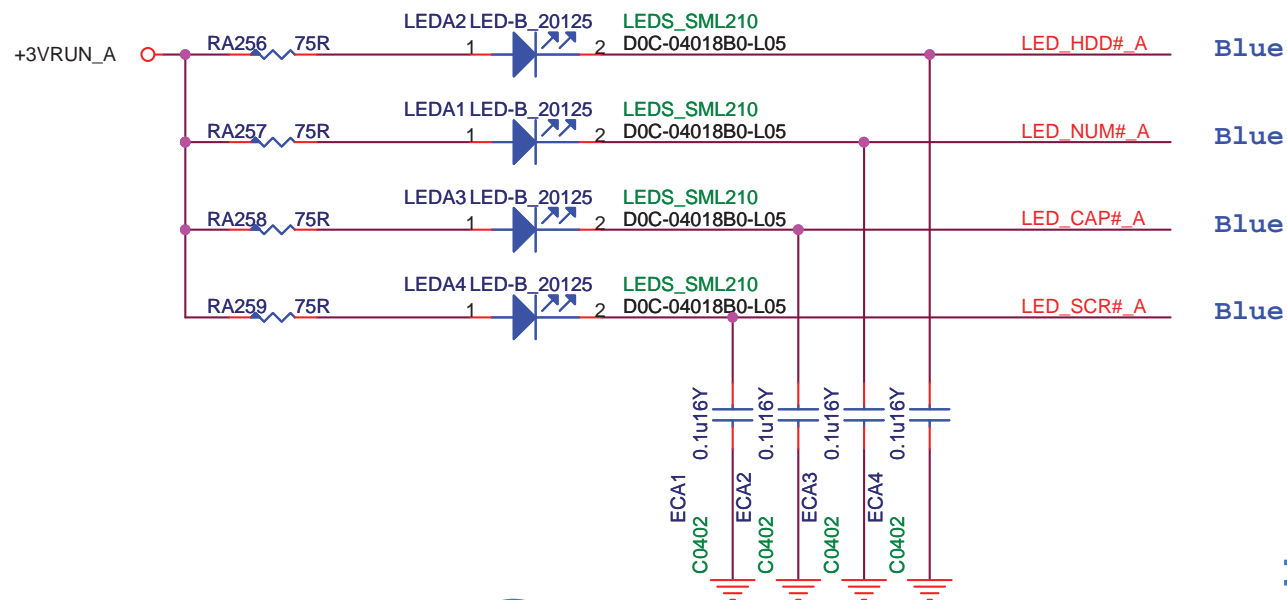 LEDA2 LED-B_20125 LEDS_SML210
+3VRUN_A RA256 75R 1 2 D0C-04018B0-L05 LED_HDD#_A Blue
LEDA1 LED-B_20125 LEDS_SML210
RA257 75R 1 2 D0C-04018B0-L05 LED_NUM#_A Blue
LEDA3 LED-B_20125 LEDS_SML210
RA258 75R 1 2 D0C-04018B0-L05 LED_CAP#_A Blue
LEDA4 LED-B_20125 LEDS_SML210
RA259 75R 1 2 D0C-04018B0-L05 LED_SCR#_A Blue
0.1u16Y 0.1u16Y 0.1u16Y 0.1u16Y
ECA1 ECA2 ECA3 ECA4
C0402 C0402 C0402 C0402